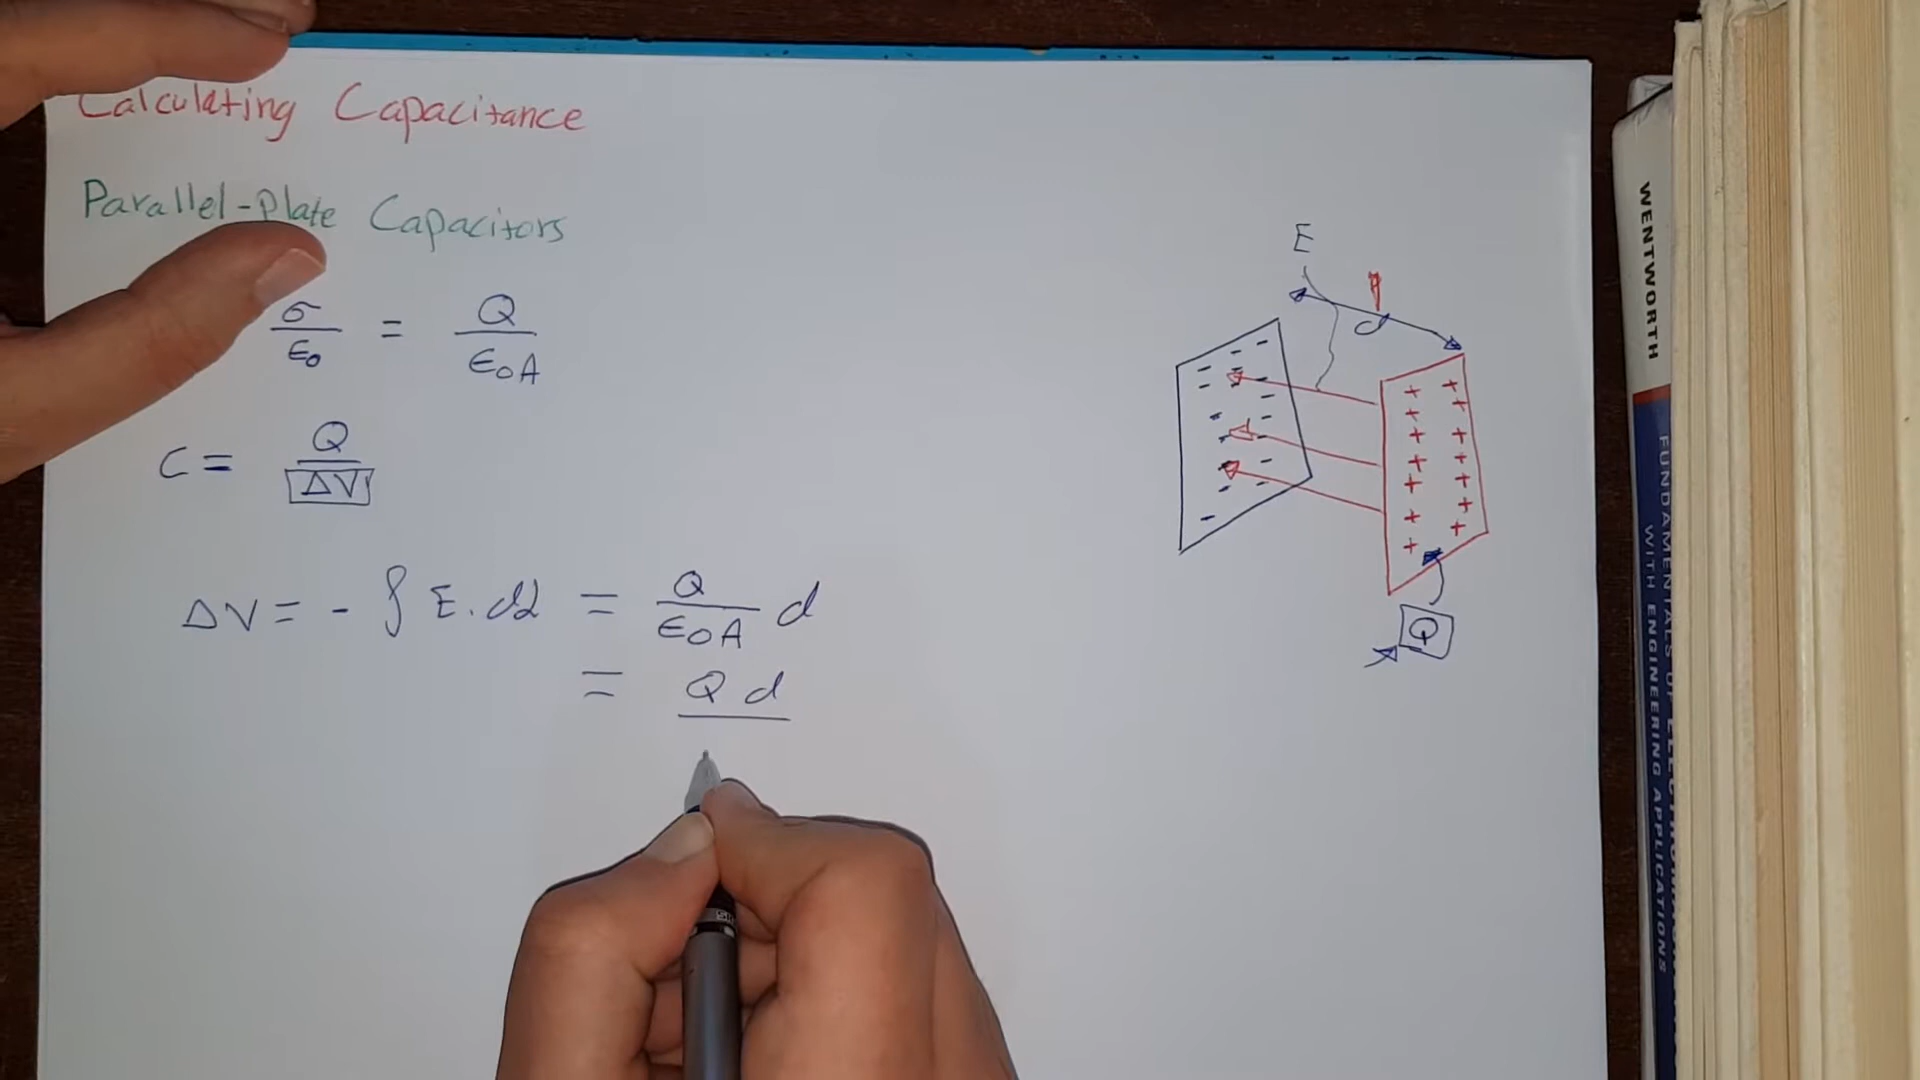 Calculating Capacitance
Parallel-Plate Capacitors
σ/ϵ₀ = Q/ϵ₀A
C = Q/ΔV
ΔV = - ∫ E. dl = Q/ϵ₀A d
= Q d
E
d
Q
WENTWORTH
FUNDAMENTALS OF
WITH ENGINEERING APPLICATIONS